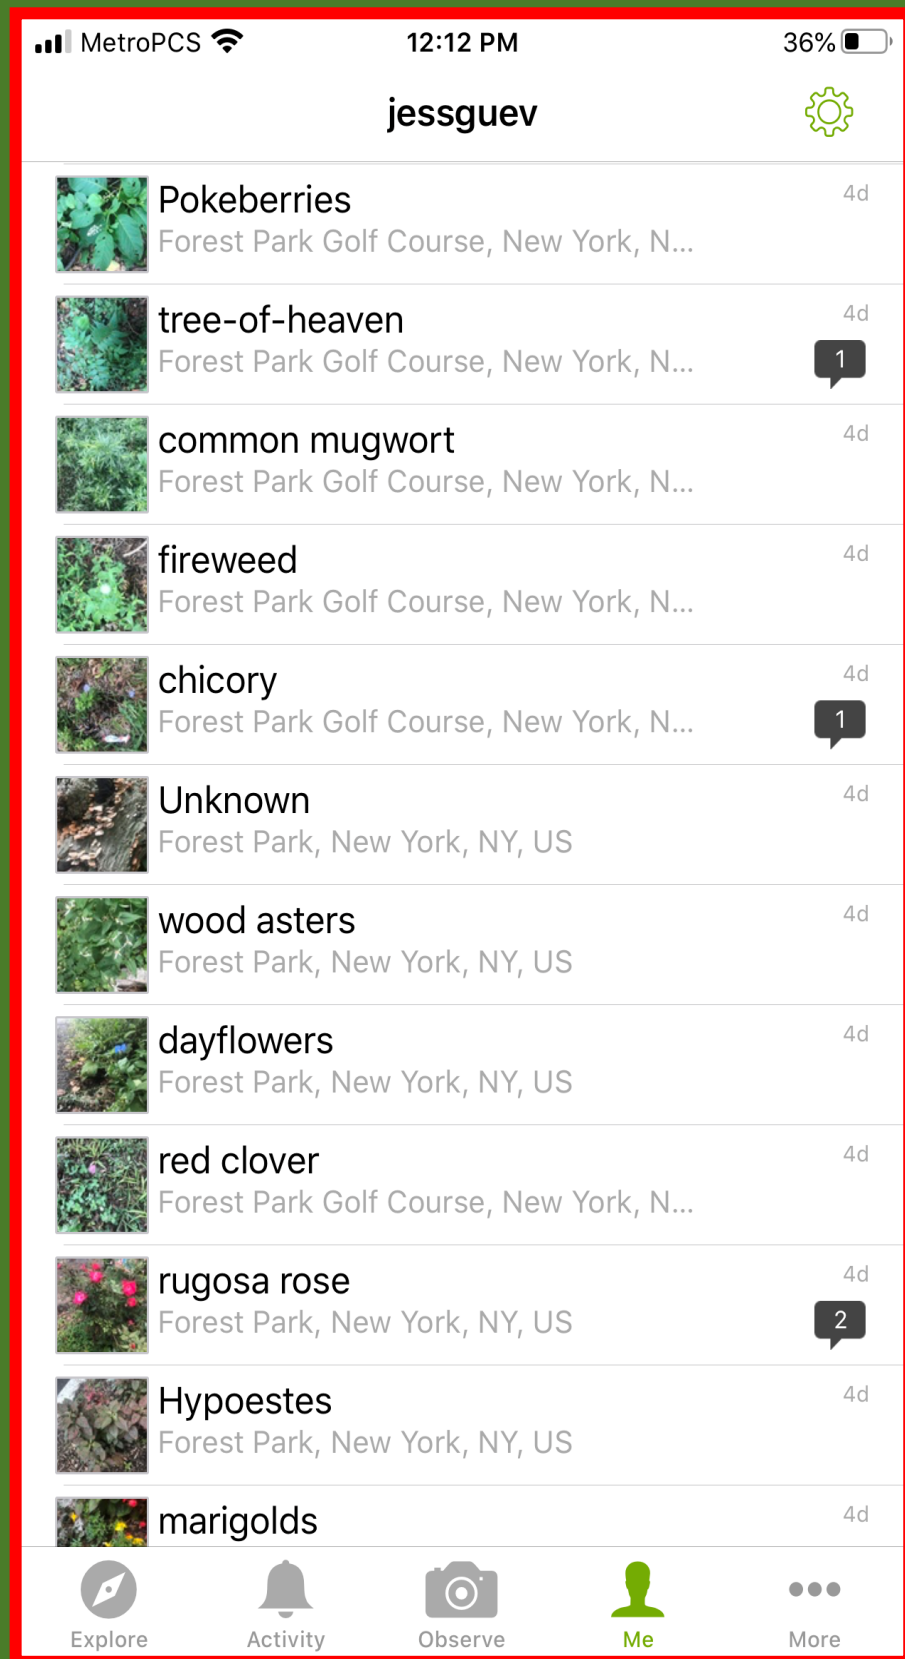 MetroPCS 12:12 PM 36%
jessguev
Pokeberries 4d
Forest Park Golf Course, New York, N...
tree-of-heaven 4d
Forest Park Golf Course, New York, N... 1
common mugwort 4d
Forest Park Golf Course, New York, N...
fireweed 4d
Forest Park Golf Course, New York, N...
chicory 4d
Forest Park Golf Course, New York, N... 1
Unknown 4d
Forest Park, New York, NY, US
wood asters 4d
Forest Park, New York, NY, US
dayflowers 4d
Forest Park, New York, NY, US
red clover 4d
Forest Park Golf Course, New York, N...
rugosa rose 4d
Forest Park, New York, NY, US 2
Hypoestes 4d
Forest Park, New York, NY, US
marigolds 4d
Explore Activity Observe Me More